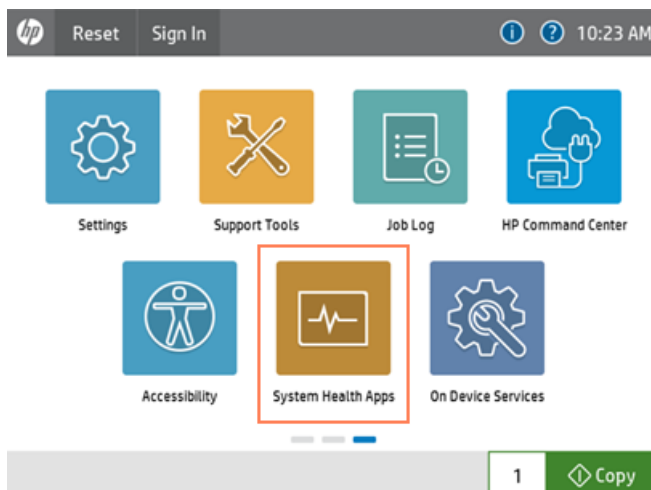 hp Reset Sign In i ? 10:23 AM
Settings Support Tools Job Log HP Command Center
Accessibility System Health Apps On Device Services
1 Copy